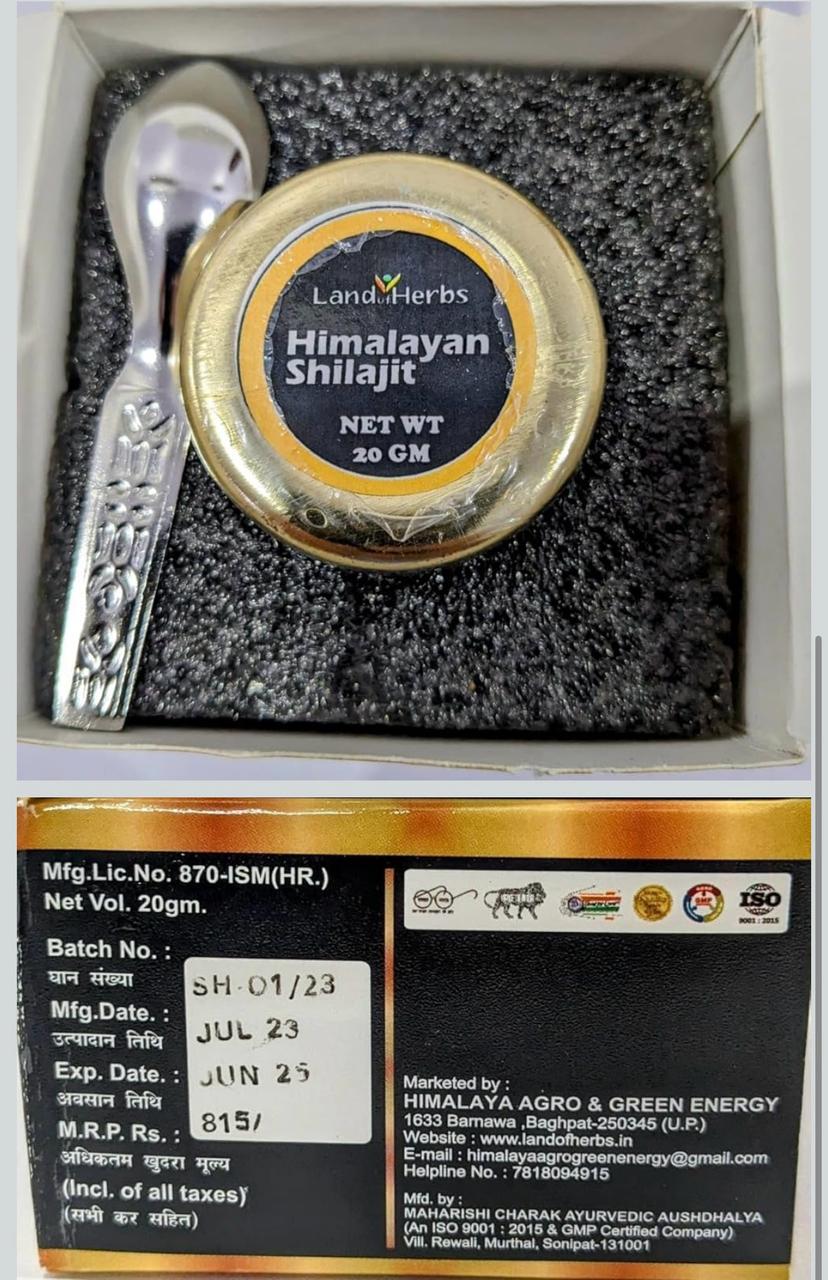 Land of Herbs
Himalayan
Shilajit
NET WT
20 GM
Mfg.Lic.No. 870-ISM(HR.)
Net Vol. 20gm.
Batch No. :
घान संख्या
SH-01/23
Mfg.Date. :
उत्पादान तिथि
JUL 23
Exp. Date. :
अवसान तिथि
JUN 25
M.R.P. Rs. :
815/
अधिकतम खुदरा मूल्य
(Incl. of all taxes)
(सभी कर सहित)
GMP
ISO
9001 : 2015
Marketed by :
HIMALAYA AGRO & GREEN ENERGY
1633 Barnawa ,Baghpat-250345 (U.P.)
Website : www.landofherbs.in
E-mail : himalayaagrogreenenergy@gmail.com
Helpline No. : 7818094915
Mfd. by :
MAHARISHI CHARAK AYURVEDIC AUSHDHALYA
(An ISO 9001 : 2015 & GMP Certified Company)
Vill. Rewali, Murthal, Sonipat-131001